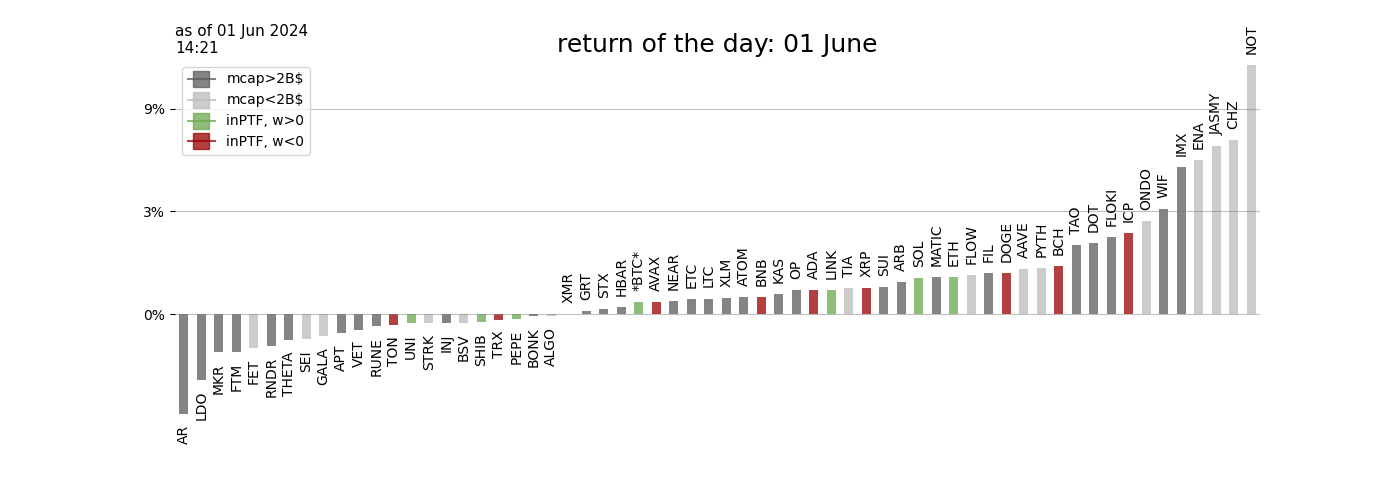 as of 01 Jun 2024
14:21
return of the day: 01 June
mcap>2B$
mcap<2B$
inPTF, w>0
inPTF, w<0
9%
3%
0%
AR
LDO
MKR
FTM
FET
RNDR
THETA
SEI
GALA
APT
VET
RUNE
TON
UNI
STRK
INJ
BSV
SHIB
TRX
PEPE
BONK
ALGO
XMR
GRT
STX
HBAR
*BTC*
AVAX
NEAR
ETC
LTC
XLM
ATOM
BNB
KAS
OP
ADA
LINK
TIA
XRP
SUI
ARB
SOL
MATIC
ETH
FLOW
FIL
DOGE
AAVE
PYTH
BCH
TAO
DOT
FLOKI
ICP
ONDO
WIF
IMX
ENA
JASMY
CHZ
NOT